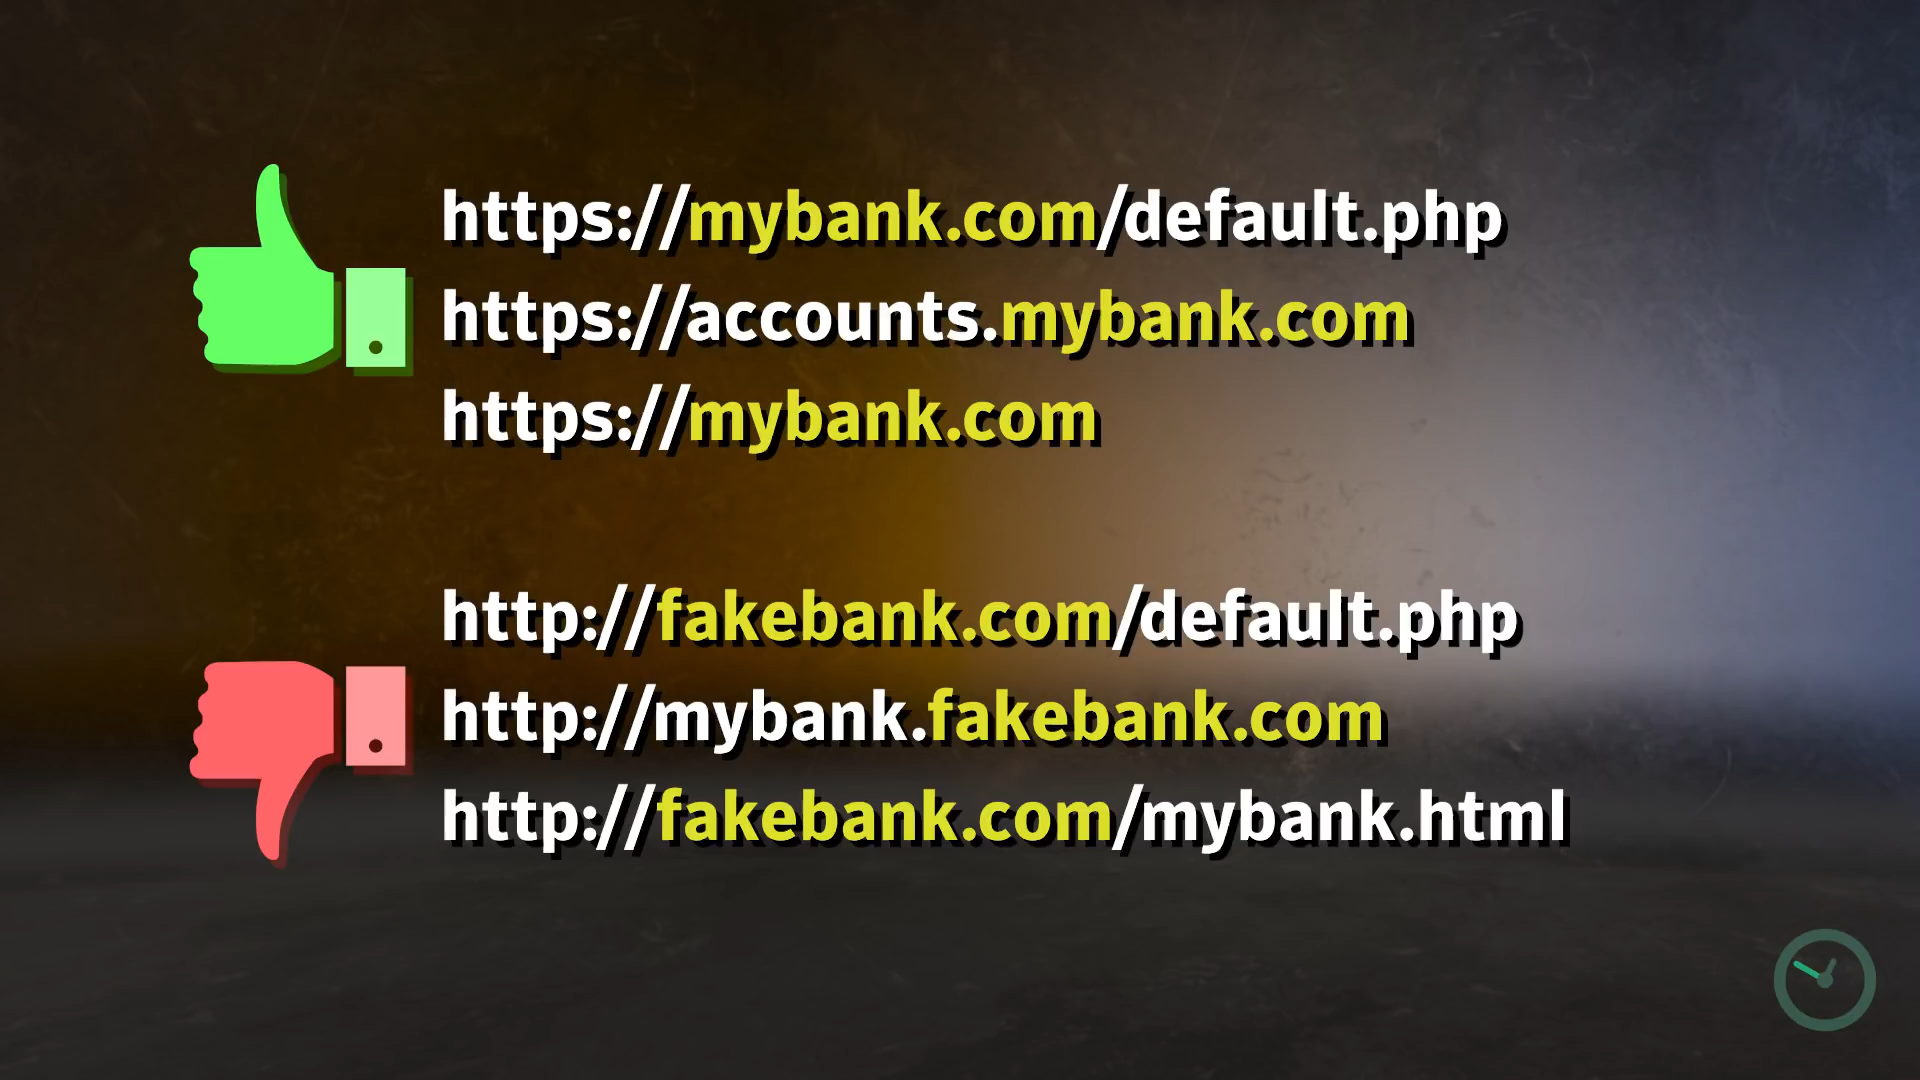 https://mybank.com/default.php
https://accounts.mybank.com
https://mybank.com
http://fakebank.com/default.php
http://mybank.fakebank.com
http://fakebank.com/mybank.html